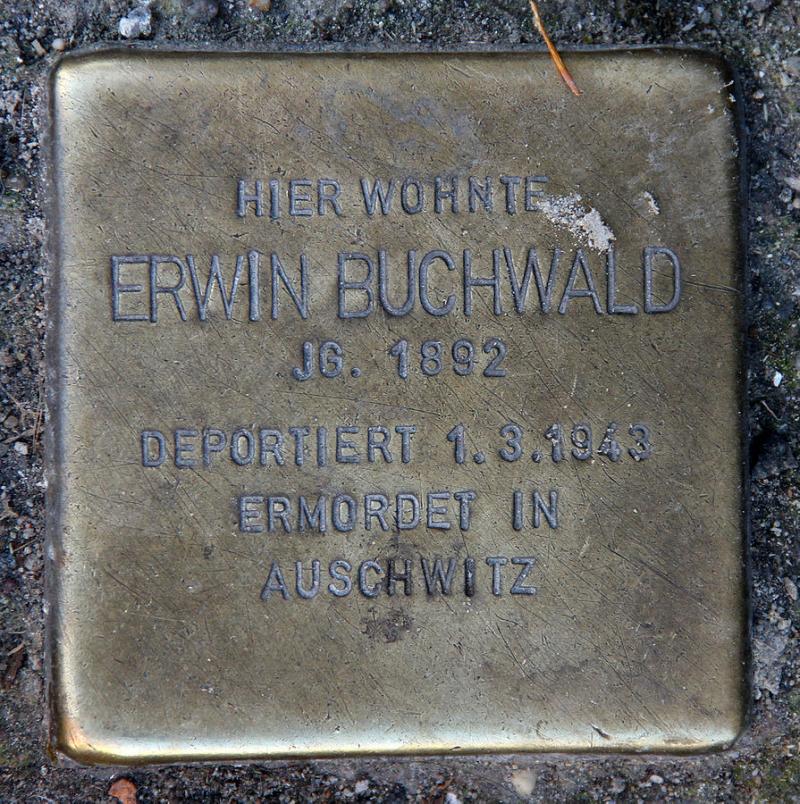 HIER WOHNTE
ERWIN BUCHWALD
JG. 1892
DEPORTIERT 1.3.1943
ERMORDET IN
AUSCHWITZ